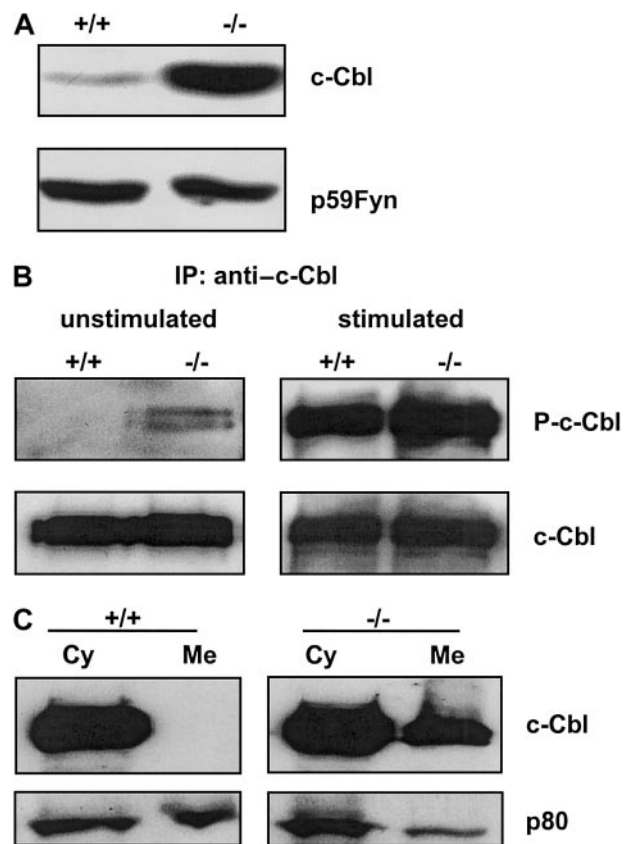 A
+/+ -/-
c-Cbl
p59Fyn
B
IP: anti–c-Cbl
unstimulated stimulated
+/+ -/- +/+ -/-
P-c-Cbl
c-Cbl
C
+/+ -/-
Cy Me Cy Me
c-Cbl
p80